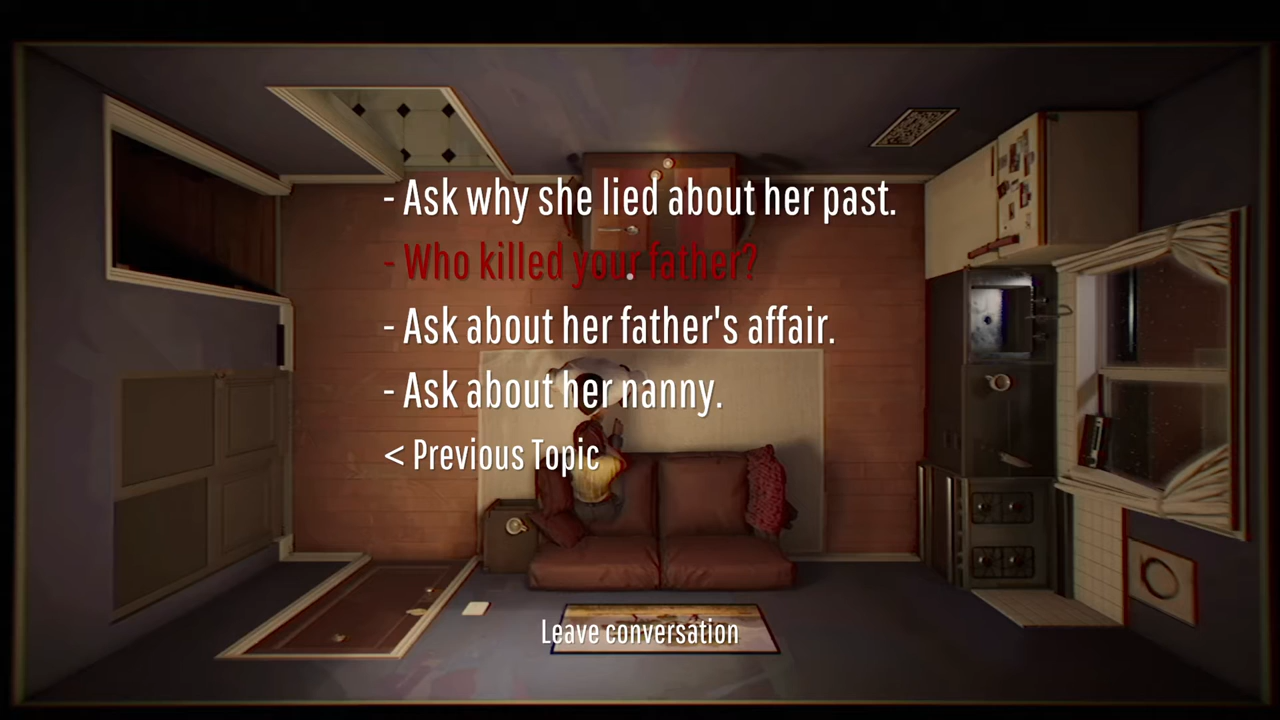 - Ask why she lied about her past.
- Who killed your father?
- Ask about her father's affair.
- Ask about her nanny.
< Previous Topic
Leave conversation